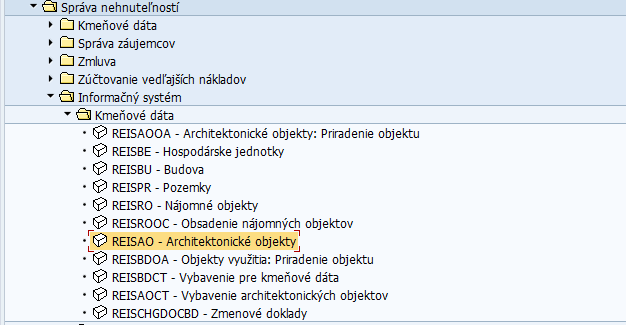 Správa nehnuteľností
Kmeňové dáta
Správa záujemcov
Zmluva
Zúčtovanie vedľajších nákladov
Informačný systém
Kmeňové dáta
REISAOOA - Architektonické objekty: Priradenie objektu
REISBE - Hospodárske jednotky
REISBU - Budova
REISPR - Pozemky
REISRO - Nájomné objekty
REISROOC - Obsadenie nájomných objektov
REISAO - Architektonické objekty
REISBDOA - Objekty využitia: Priradenie objektu
REISBDCT - Vybavenie pre kmeňové dáta
REISAOCT - Vybavenie architektonických objektov
REISCHGDOCBD - Zmenové doklady